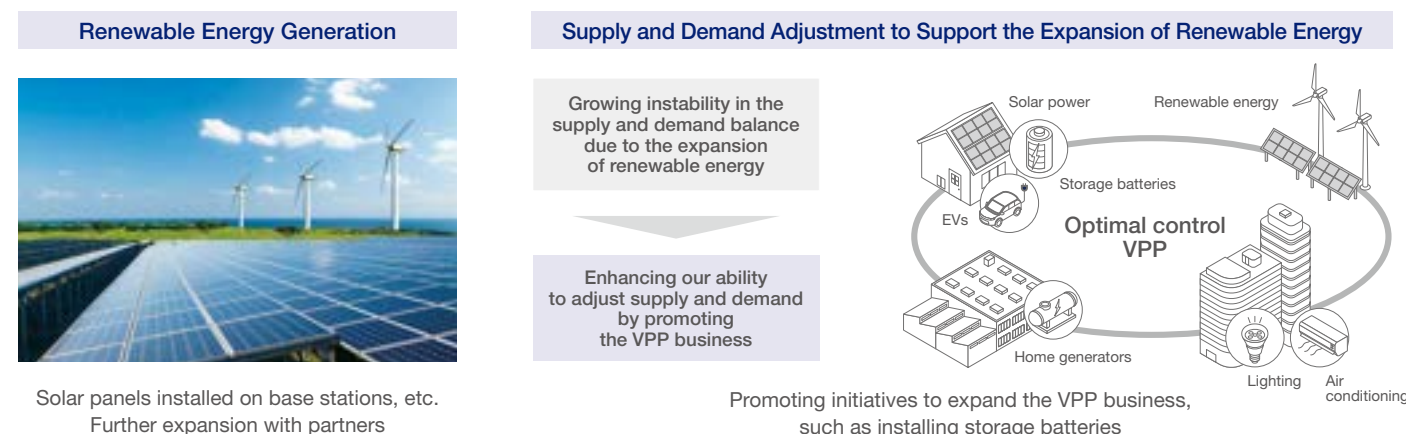 Renewable Energy Generation
Supply and Demand Adjustment to Support the Expansion of Renewable Energy
Growing instability in the
supply and demand balance
due to the expansion
of renewable energy
Enhancing our ability
to adjust supply and demand
by promoting
the VPP business
Solar power
Renewable energy
Storage batteries
EVs
Optimal control
VPP
Home generators
Lighting
Air
conditioning
Solar panels installed on base stations, etc.
Further expansion with partners
Promoting initiatives to expand the VPP business,
such as installing storage batteries